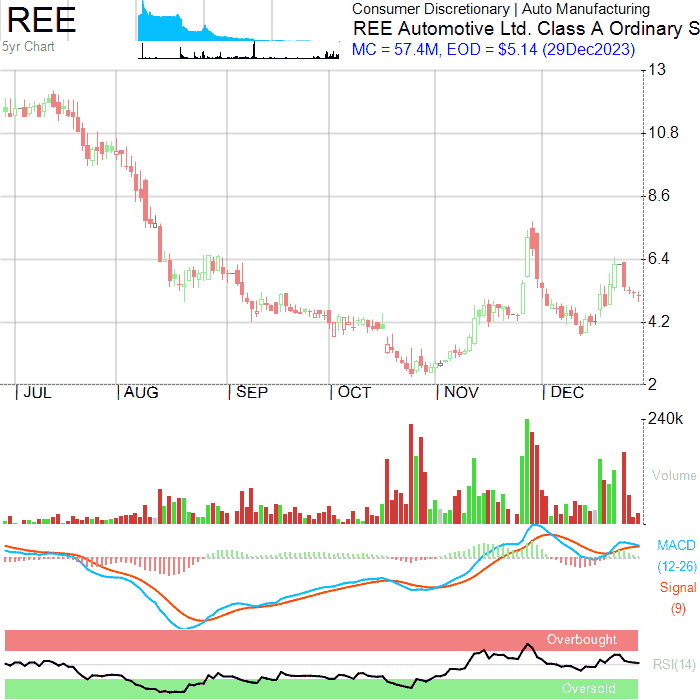 REE
5yr Chart
Consumer Discretionary | Auto Manufacturing
REE Automotive Ltd. Class A Ordinary S
MC = 57.4M, EOD = $5.14 (29Dec2023)
13
10.8
8.6
6.4
4.2
2
JUL AUG SEP OCT NOV DEC
240k
Volume
MACD
(12-26)
Signal
(9)
Overbought
RSI(14)
Oversold